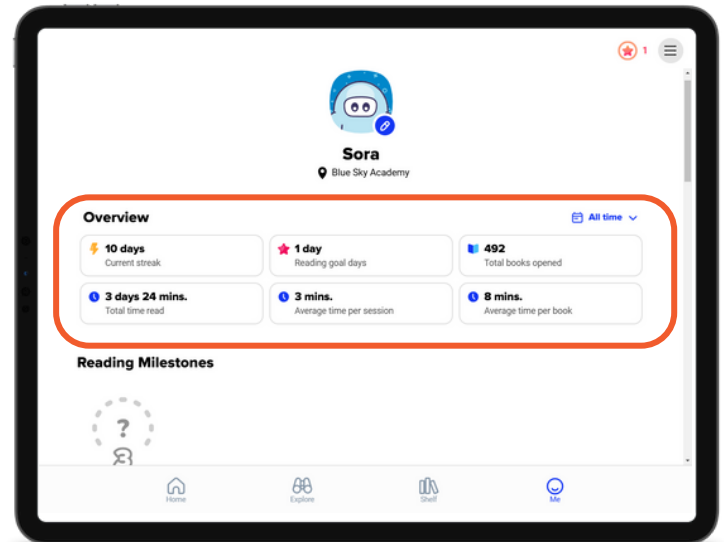 1
Sora
Blue Sky Academy
Overview
All time
10 days
Current streak
1 day
Reading goal days
492
Total books opened
3 days 24 mins.
Total time read
3 mins.
Average time per session
8 mins.
Average time per book
Reading Milestones
?
3
Home
Explore
Shelf
Me